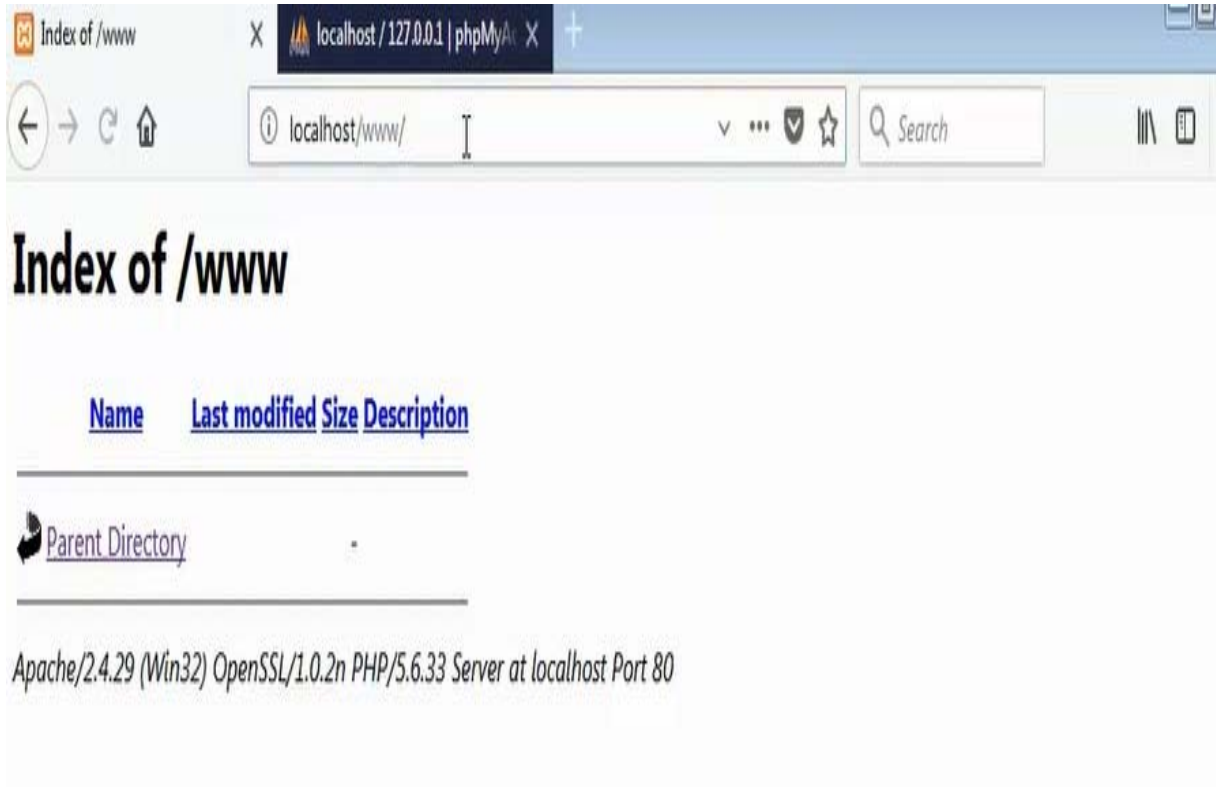 Index of /www
localhost / 127.0.0.1 | phpMyA
localhost/www/
Search
Index of /www
Name Last modified Size Description
Parent Directory -
Apache/2.4.29 (Win32) OpenSSL/1.0.2n PHP/5.6.33 Server at localhost Port 80